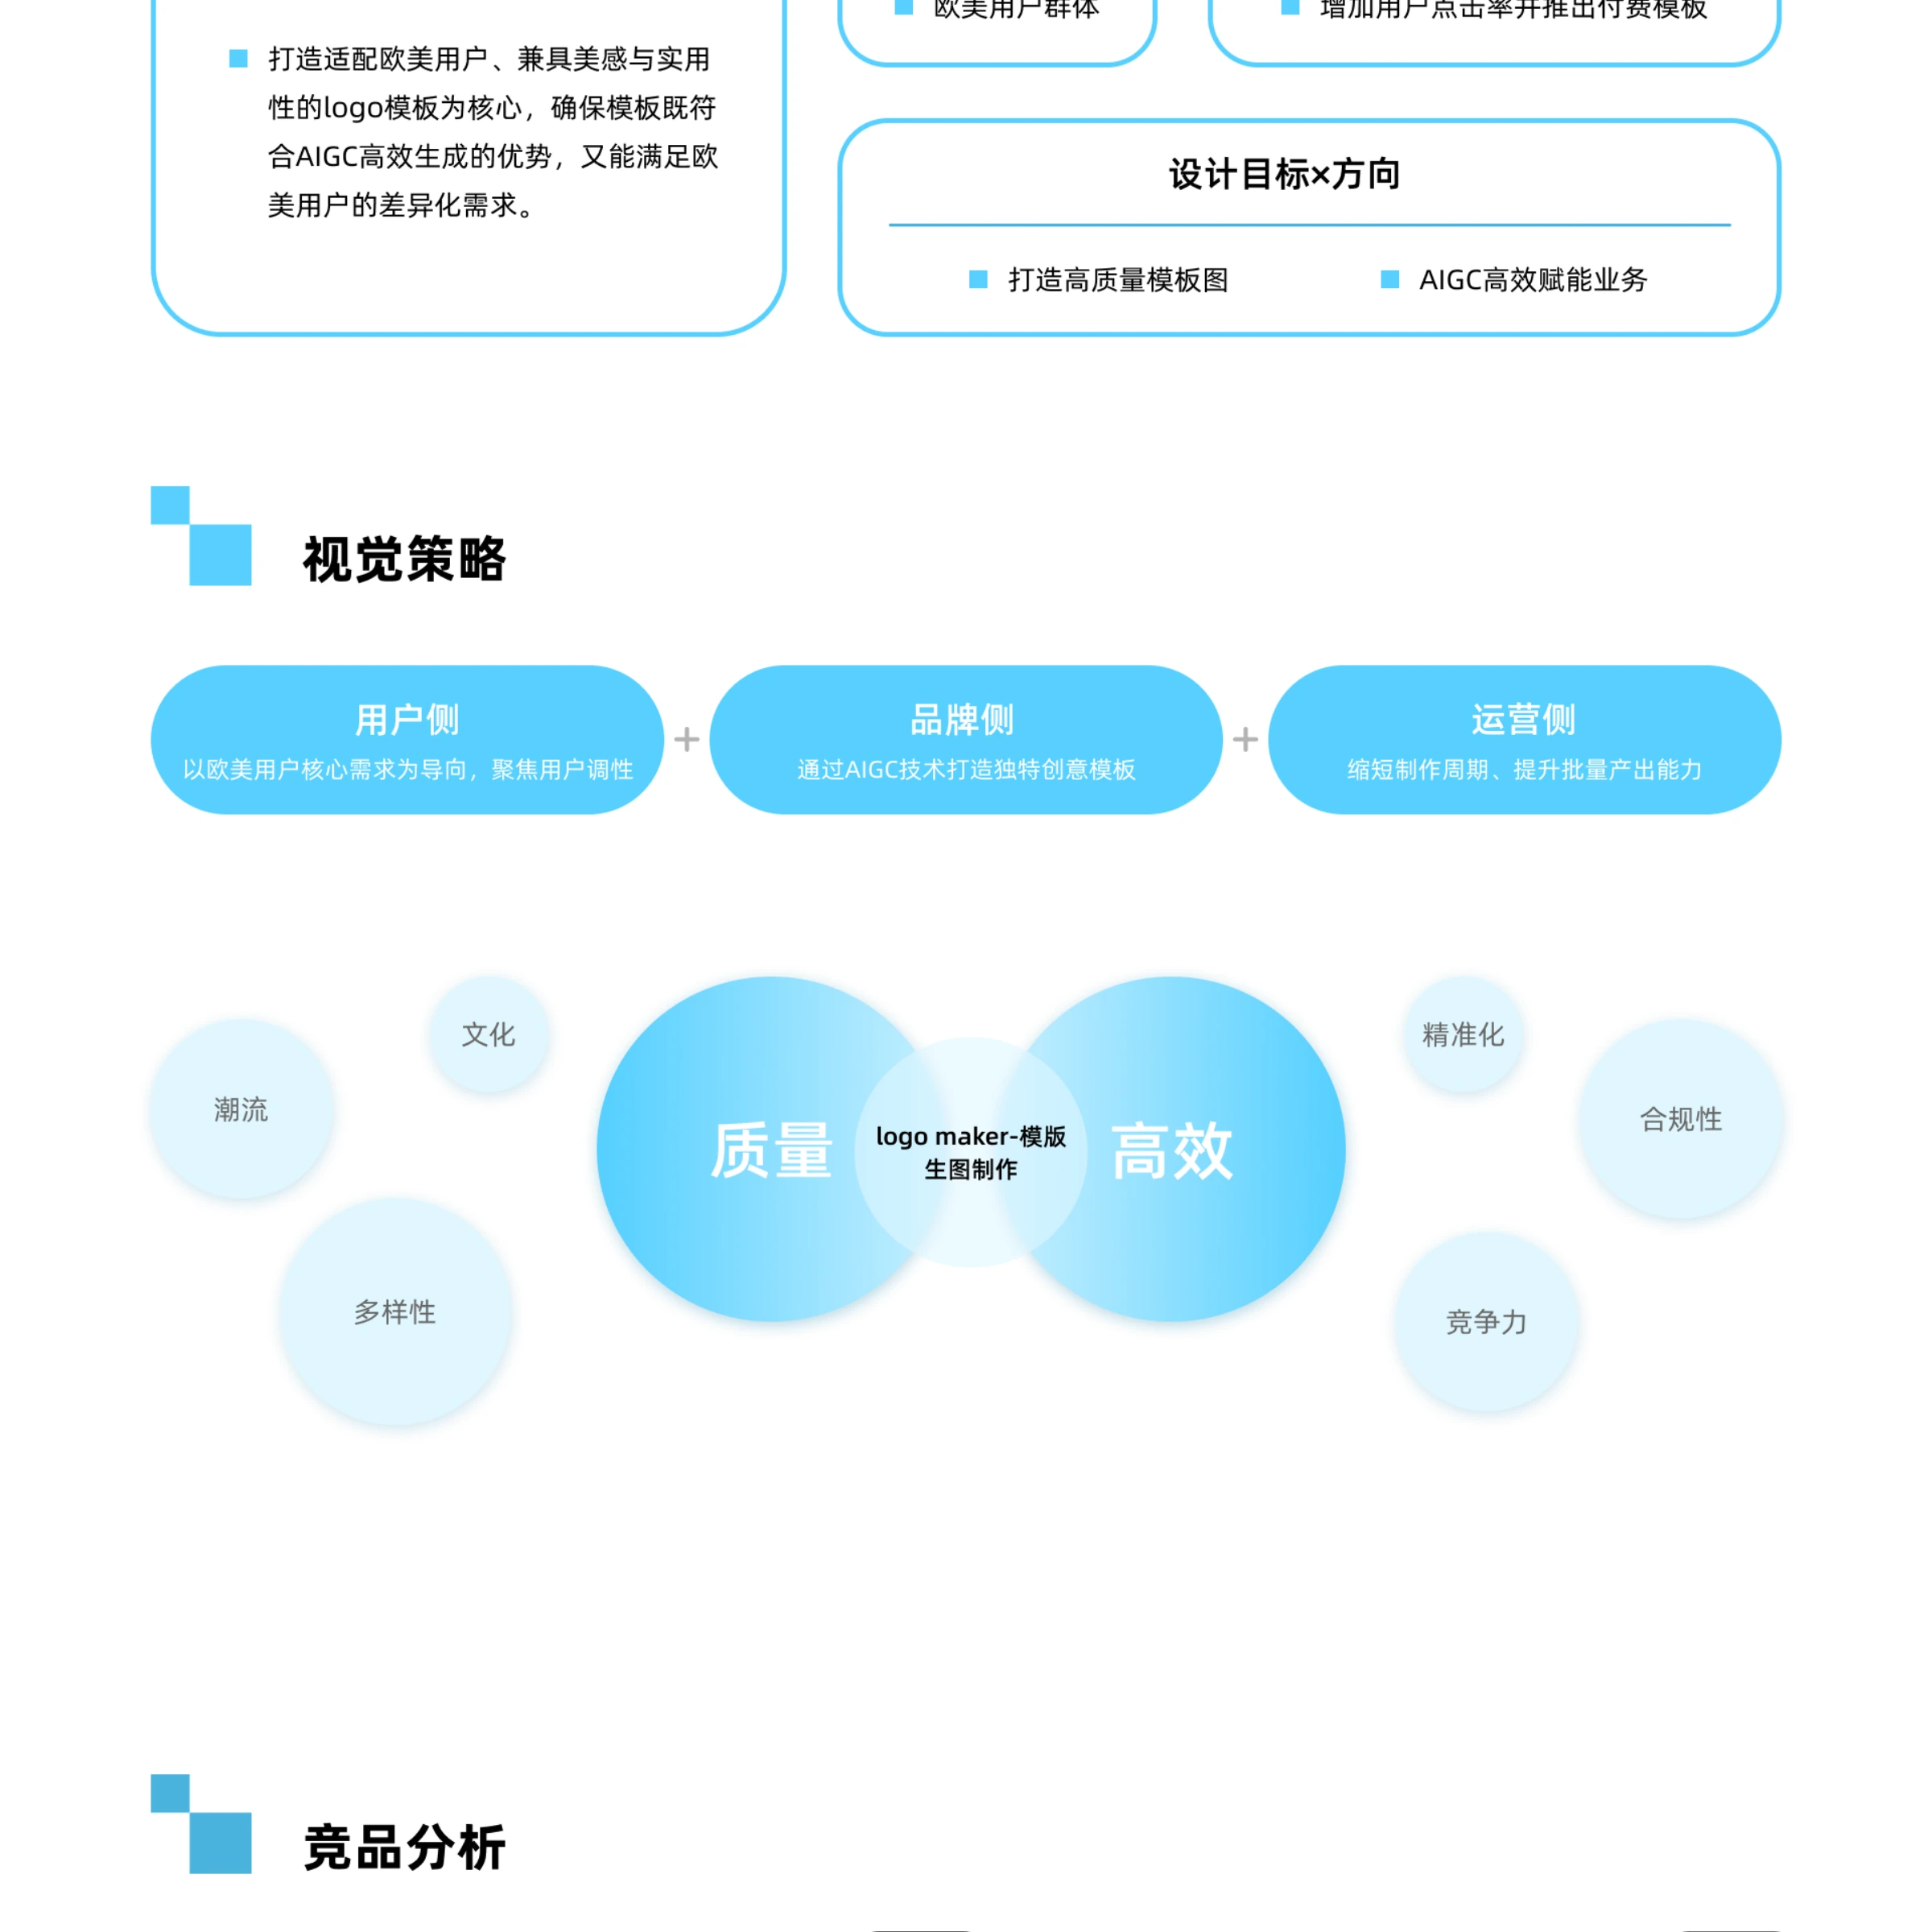 欧美用户群体
增加用户点击率并推出付费模板
打造适配欧美用户、兼具美感与实用
性的logo模板为核心，确保模板既符
合AIGC高效生成的优势，又能满足欧
美用户的差异化需求。
设计目标×方向
打造高质量模板图
AIGC高效赋能业务
视觉策略
用户侧
以欧美用户核心需求为导向，聚焦用户调性
+
品牌侧
通过AIGC技术打造独特创意模板
+
运营侧
缩短制作周期、提升批量产出能力
潮流
文化
多样性
质量
logo maker-模版
生图制作
高效
精准化
合规性
竞争力
竞品分析